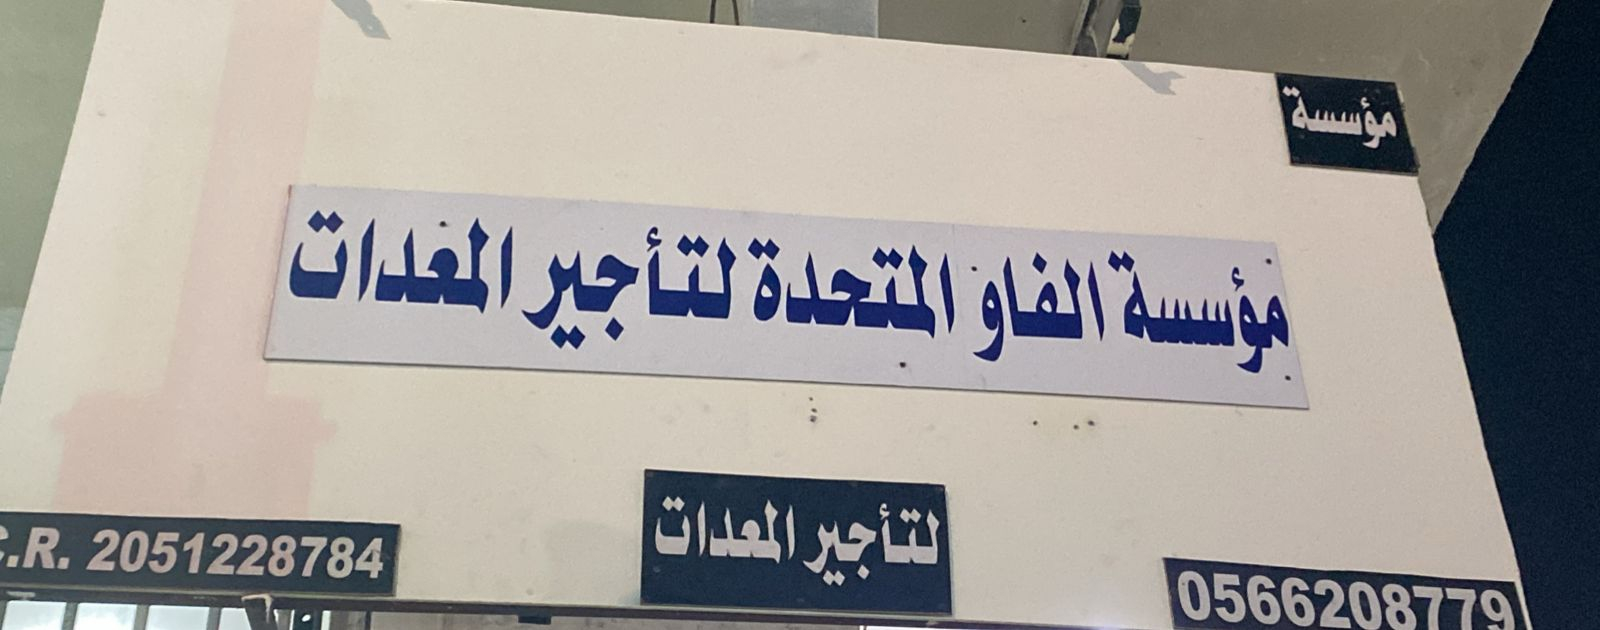 مؤسسة
مؤسسة الفاو المتحدة لتأجير المعدات
لتأجير المعدات
C.R. 2051228784
0566208779